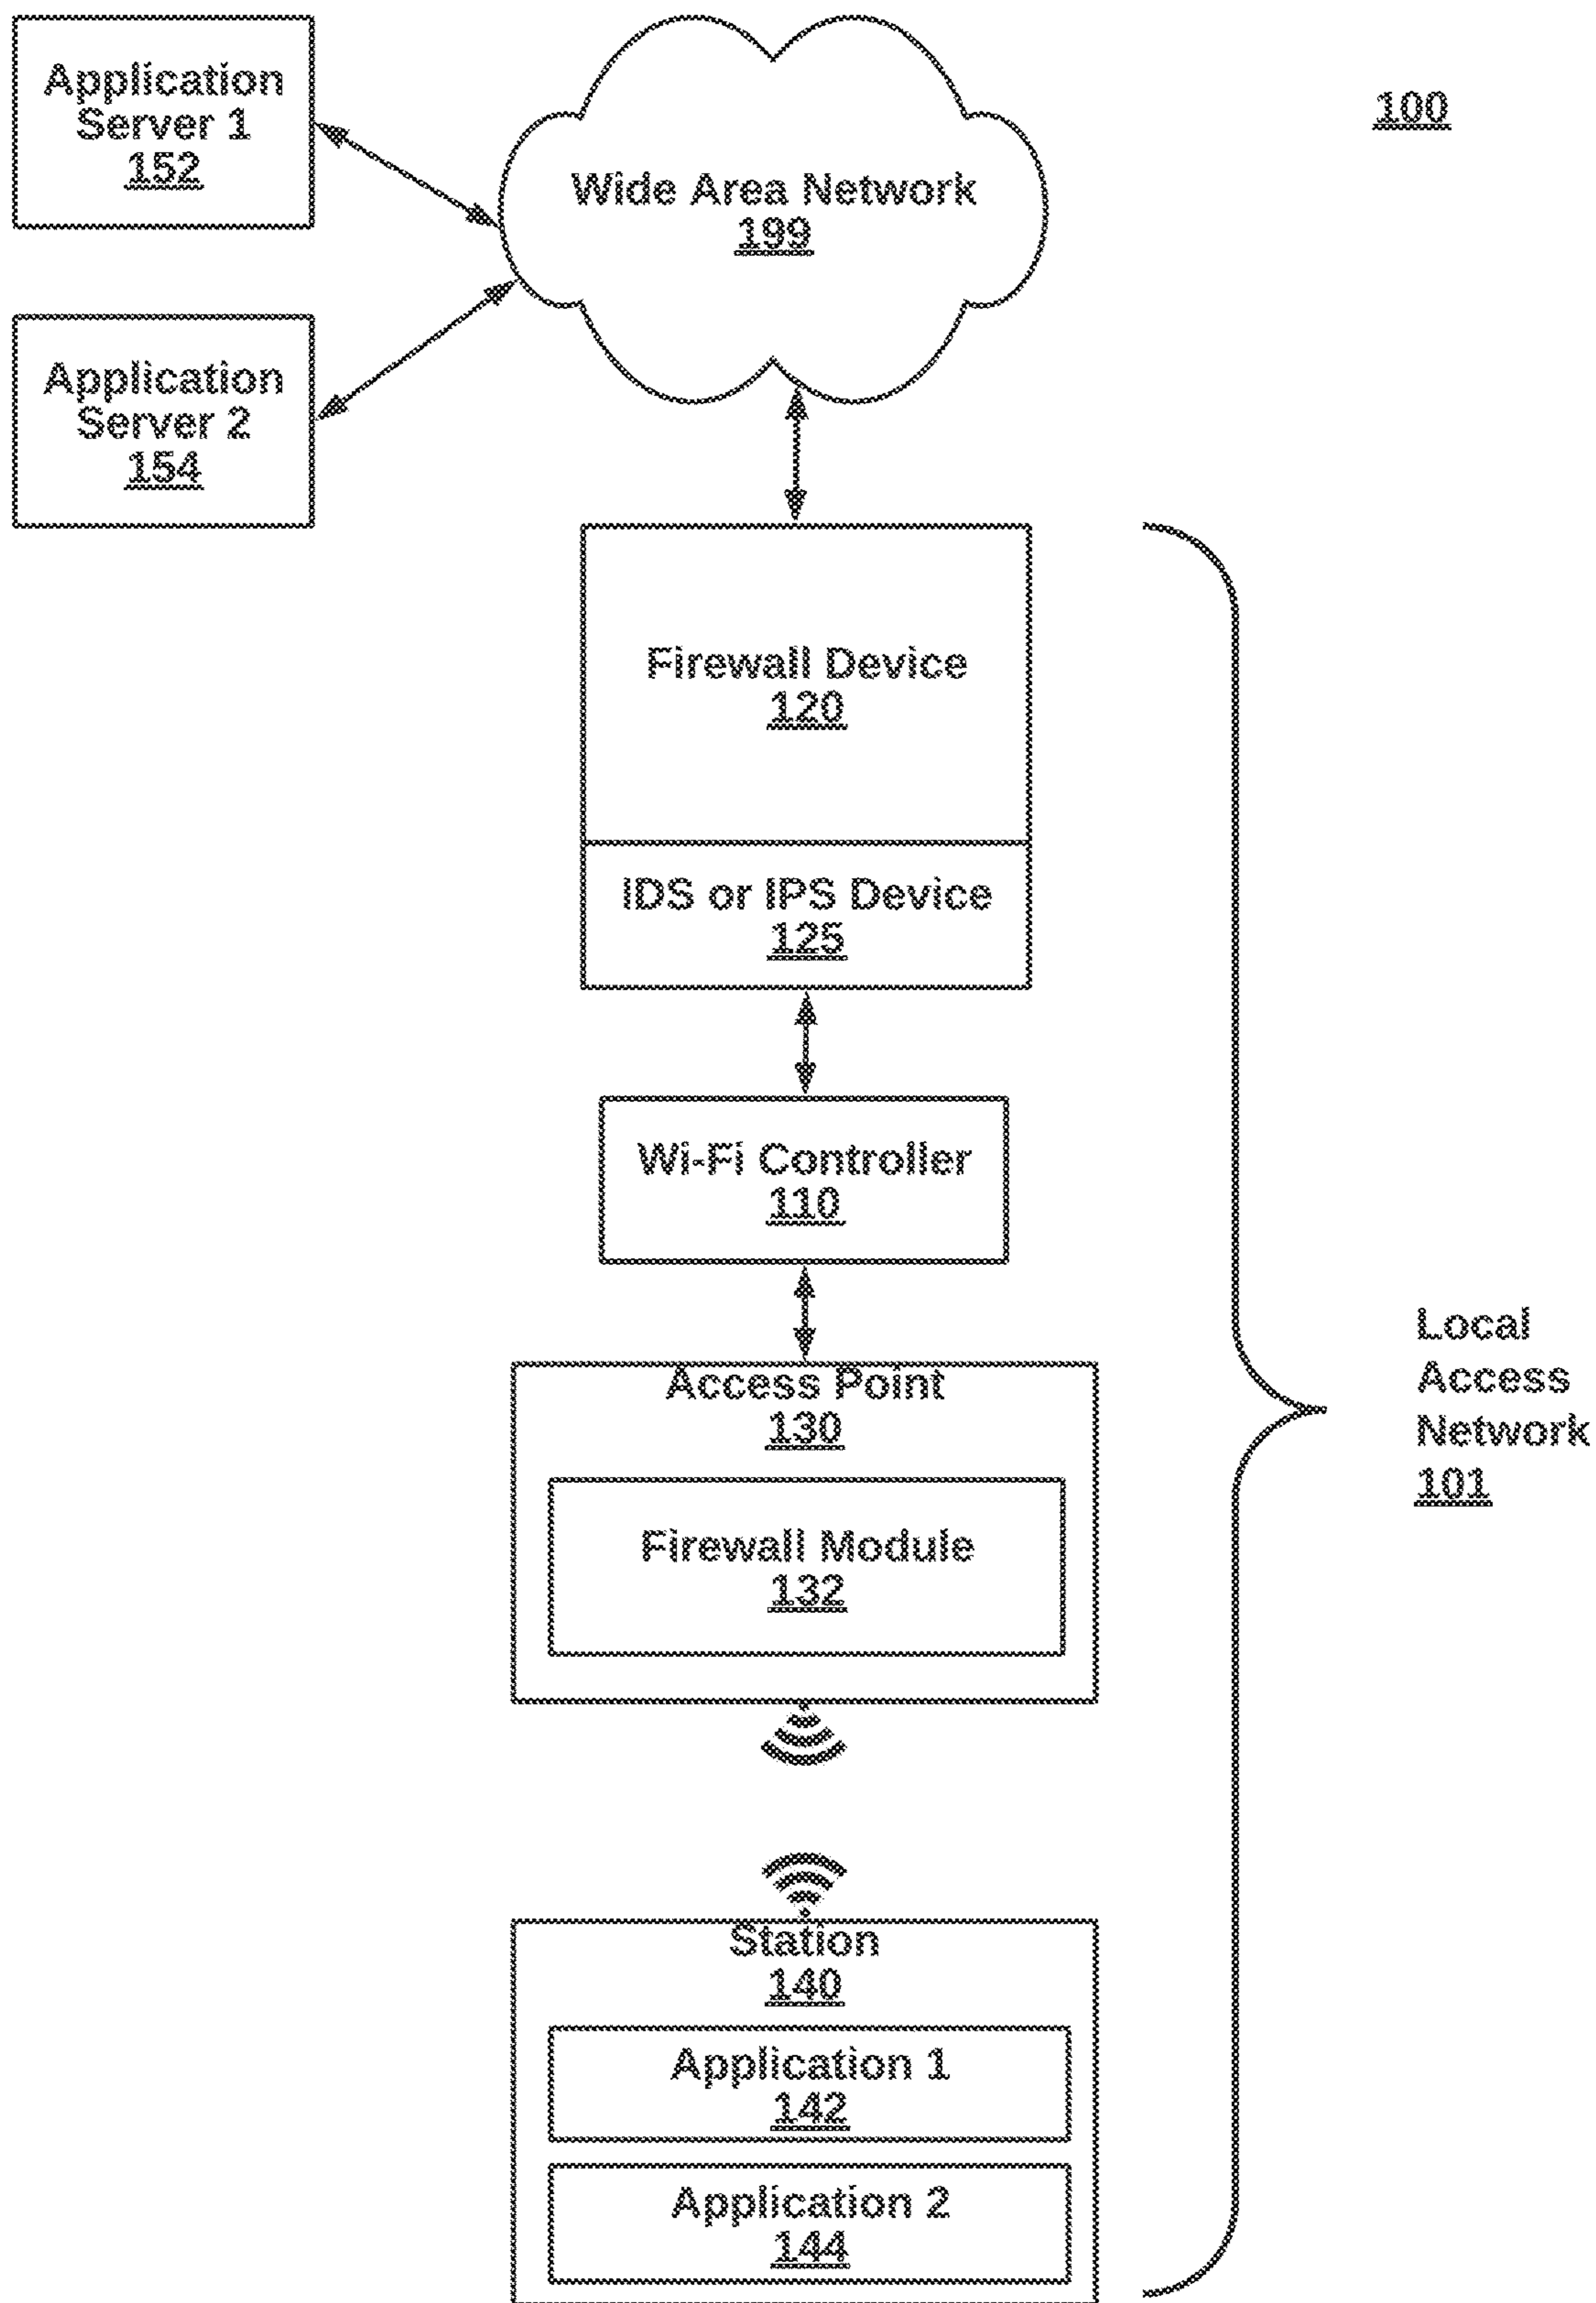 Application
Server 1
152
Wide Area Network
199
100
Application
Server 2
154
Firewall Device
120
IDS or IPS Device
125
Wi-Fi Controller
110
Access Point
130
Firewall Module
132
Local
Access
Network
101
Station
140
Application 1
142
Application 2
144